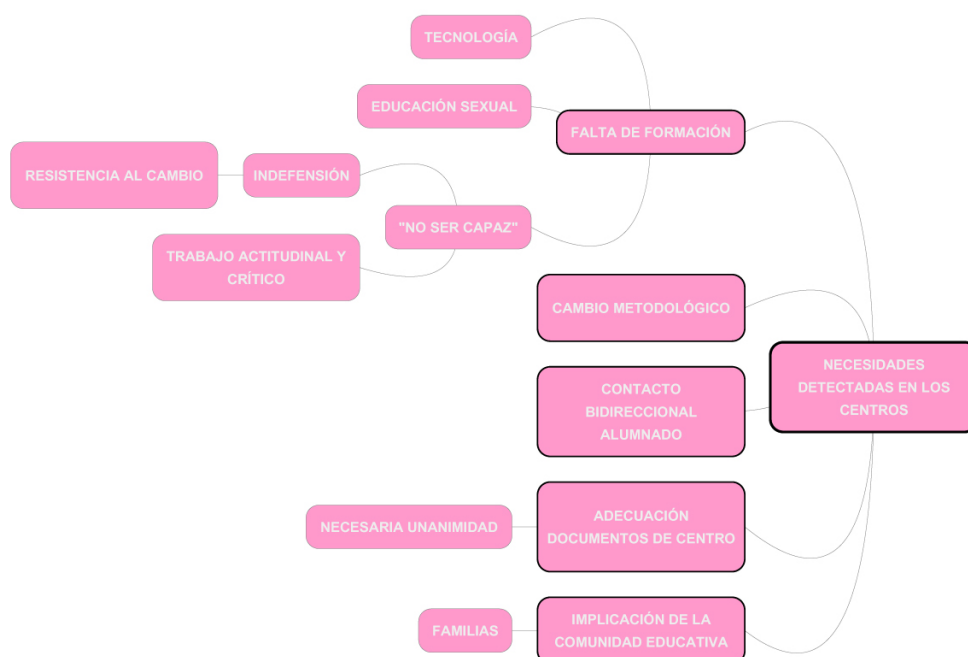 TECNOLOGÍA
EDUCACIÓN SEXUAL
FALTA DE FORMACIÓN
RESISTENCIA AL CAMBIO
INDEFENSIÓN
"NO SER CAPAZ"
TRABAJO ACTITUDINAL Y
CRÍTICO
CAMBIO METODOLÓGICO
NECESIDADES
DETECTADAS EN LOS
CENTROS
CONTACTO
BIDIRECCIONAL
ALUMNADO
NECESARIA UNANIMIDAD
ADECUACIÓN
DOCUMENTOS DE CENTRO
FAMILIAS
IMPLICACIÓN DE LA
COMUNIDAD EDUCATIVA